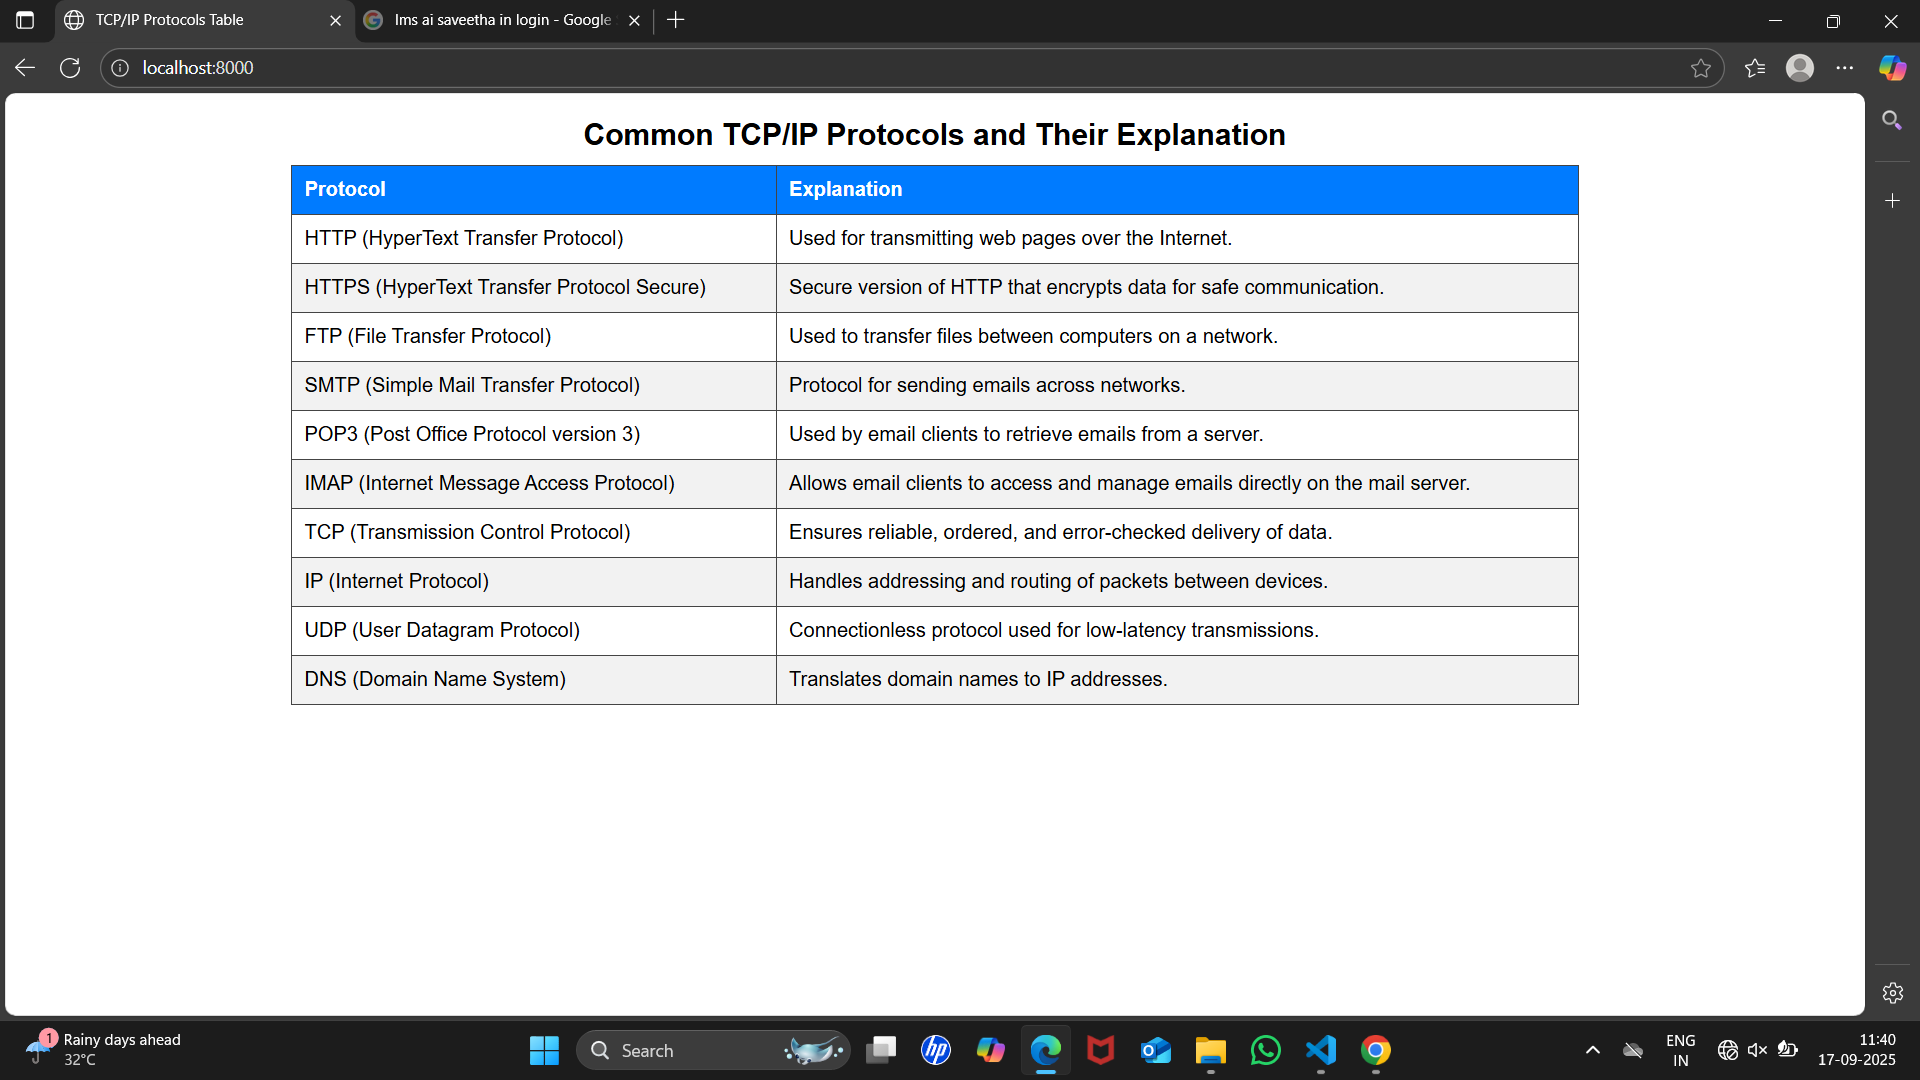 TCP/IP Protocols Table
lms ai saveetha in login - Google
localhost:8000
Common TCP/IP Protocols and Their Explanation
Protocol Explanation
HTTP (HyperText Transfer Protocol) Used for transmitting web pages over the Internet.
HTTPS (HyperText Transfer Protocol Secure) Secure version of HTTP that encrypts data for safe communication.
FTP (File Transfer Protocol) Used to transfer files between computers on a network.
SMTP (Simple Mail Transfer Protocol) Protocol for sending emails across networks.
POP3 (Post Office Protocol version 3) Used by email clients to retrieve emails from a server.
IMAP (Internet Message Access Protocol) Allows email clients to access and manage emails directly on the mail server.
TCP (Transmission Control Protocol) Ensures reliable, ordered, and error-checked delivery of data.
IP (Internet Protocol) Handles addressing and routing of packets between devices.
UDP (User Datagram Protocol) Connectionless protocol used for low-latency transmissions.
DNS (Domain Name System) Translates domain names to IP addresses.
1
Rainy days ahead
32°C
Search
hp
ENG
IN
11:40
17-09-2025